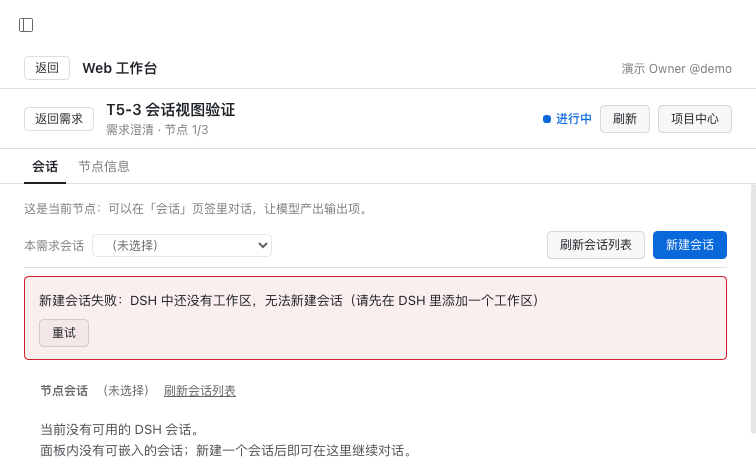 返回 Web 工作台 演示 Owner @demo
返回需求 T5-3 会话视图验证 进行中 刷新 项目中心
需求澄清 · 节点 1/3
会话 节点信息
这是当前节点：可以在「会话」页签里对话，让模型产出输出项。
本需求会话 （未选择） 刷新会话列表 新建会话
新建会话失败：DSH 中还没有工作区，无法新建会话（请先在 DSH 里添加一个工作区）
重试
节点会话 （未选择） 刷新会话列表
当前没有可用的 DSH 会话。
面板内没有可嵌入的会话；新建一个会话后即可在这里继续对话。